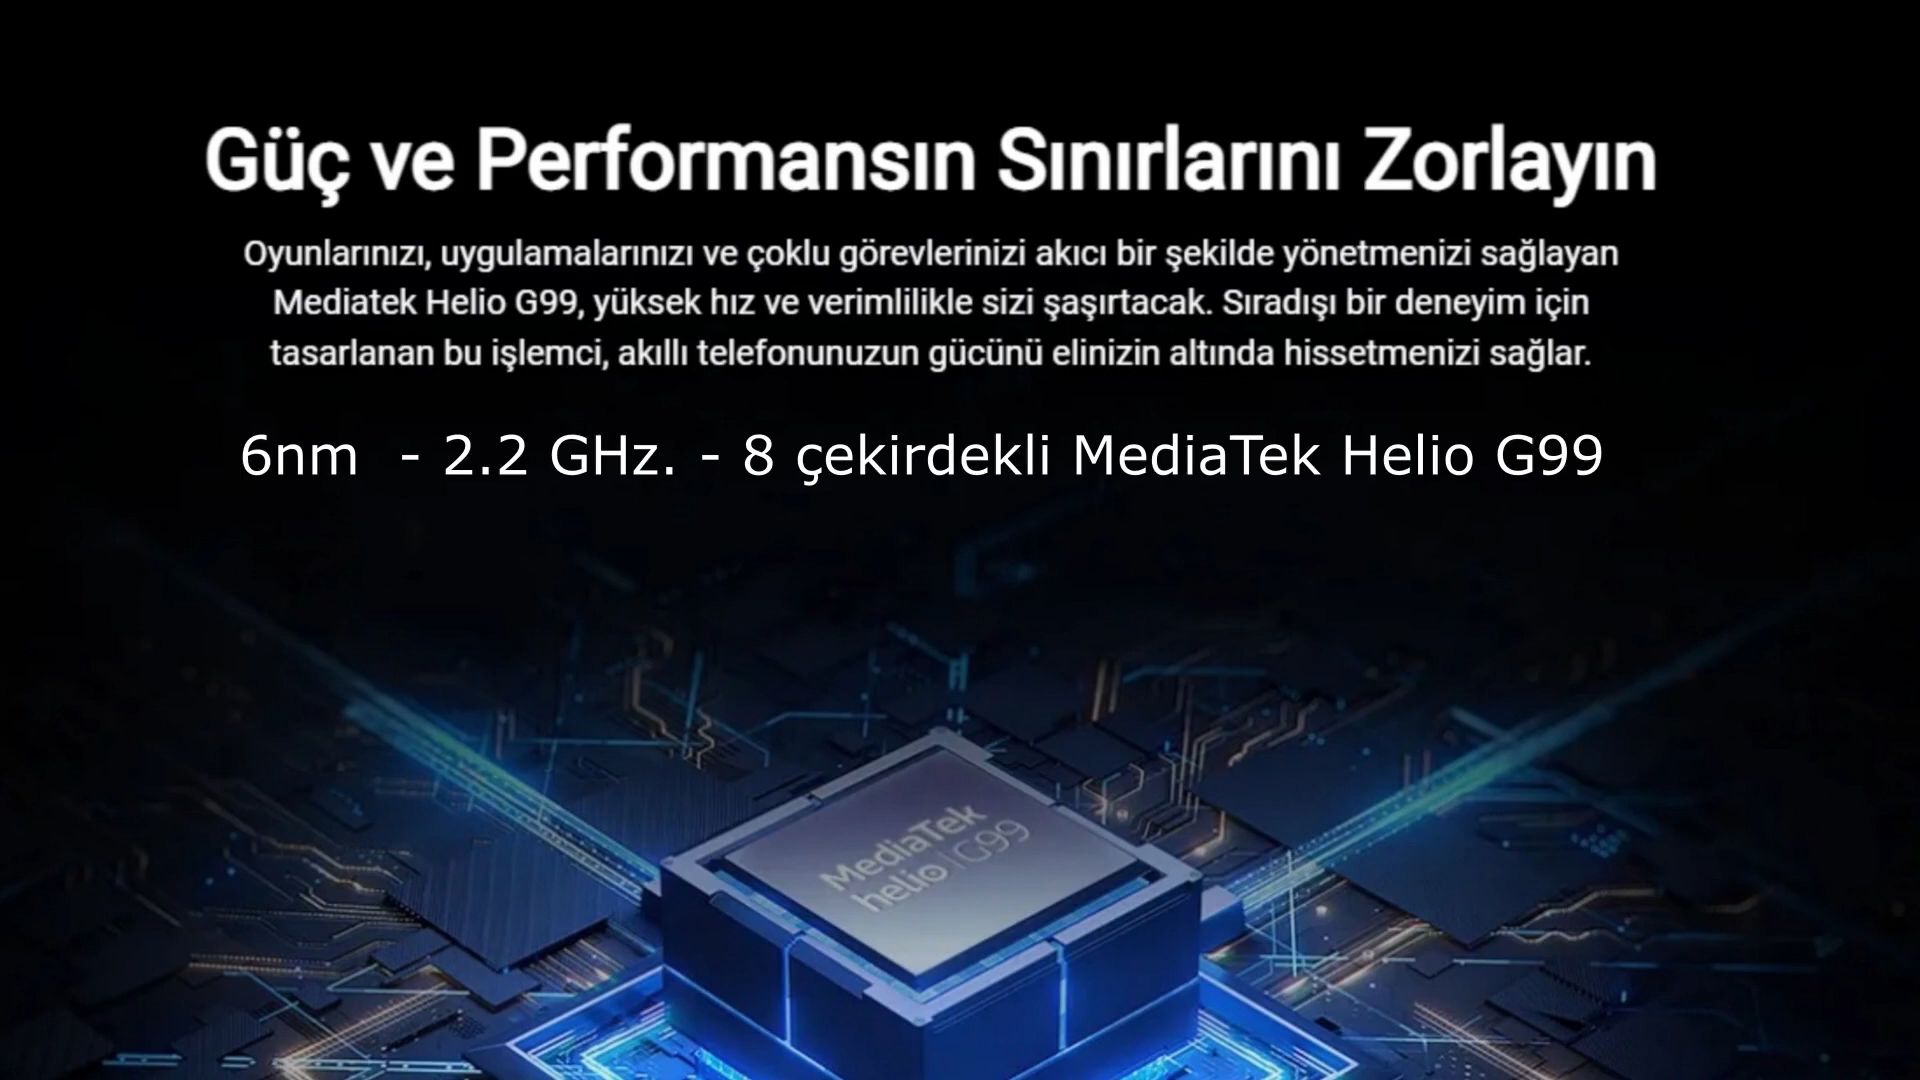 Güç ve Performansın Sınırlarını Zorlayın
Oyunlarınızı, uygulamalarınızı ve çoklu görevlerinizi akıcı bir şekilde yönetmenizi sağlayan
Mediatek Helio G99, yüksek hız ve verimlilikle sizi şaşırtacak. Sıradışı bir deneyim için
tasarlanan bu işlemci, akıllı telefonunuzun gücünü elinizin altında hissetmenizi sağlar.
6nm - 2.2 GHz. - 8 çekirdekli MediaTek Helio G99
MediaTek
helio | G99